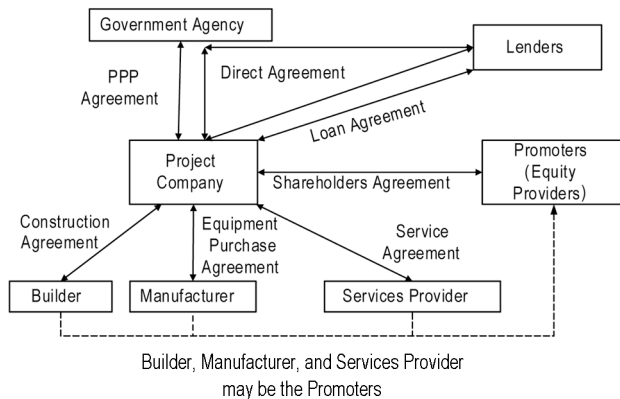 Government Agency
Lenders
PPP
Agreement
Direct Agreement
Loan Agreement
Project
Company
Promoters
(Equity
Providers)
Shareholders Agreement
Construction
Agreement
Equipment
Purchase
Agreement
Service
Agreement
Builder
Manufacturer
Services Provider
Builder, Manufacturer, and Services Provider
may be the Promoters